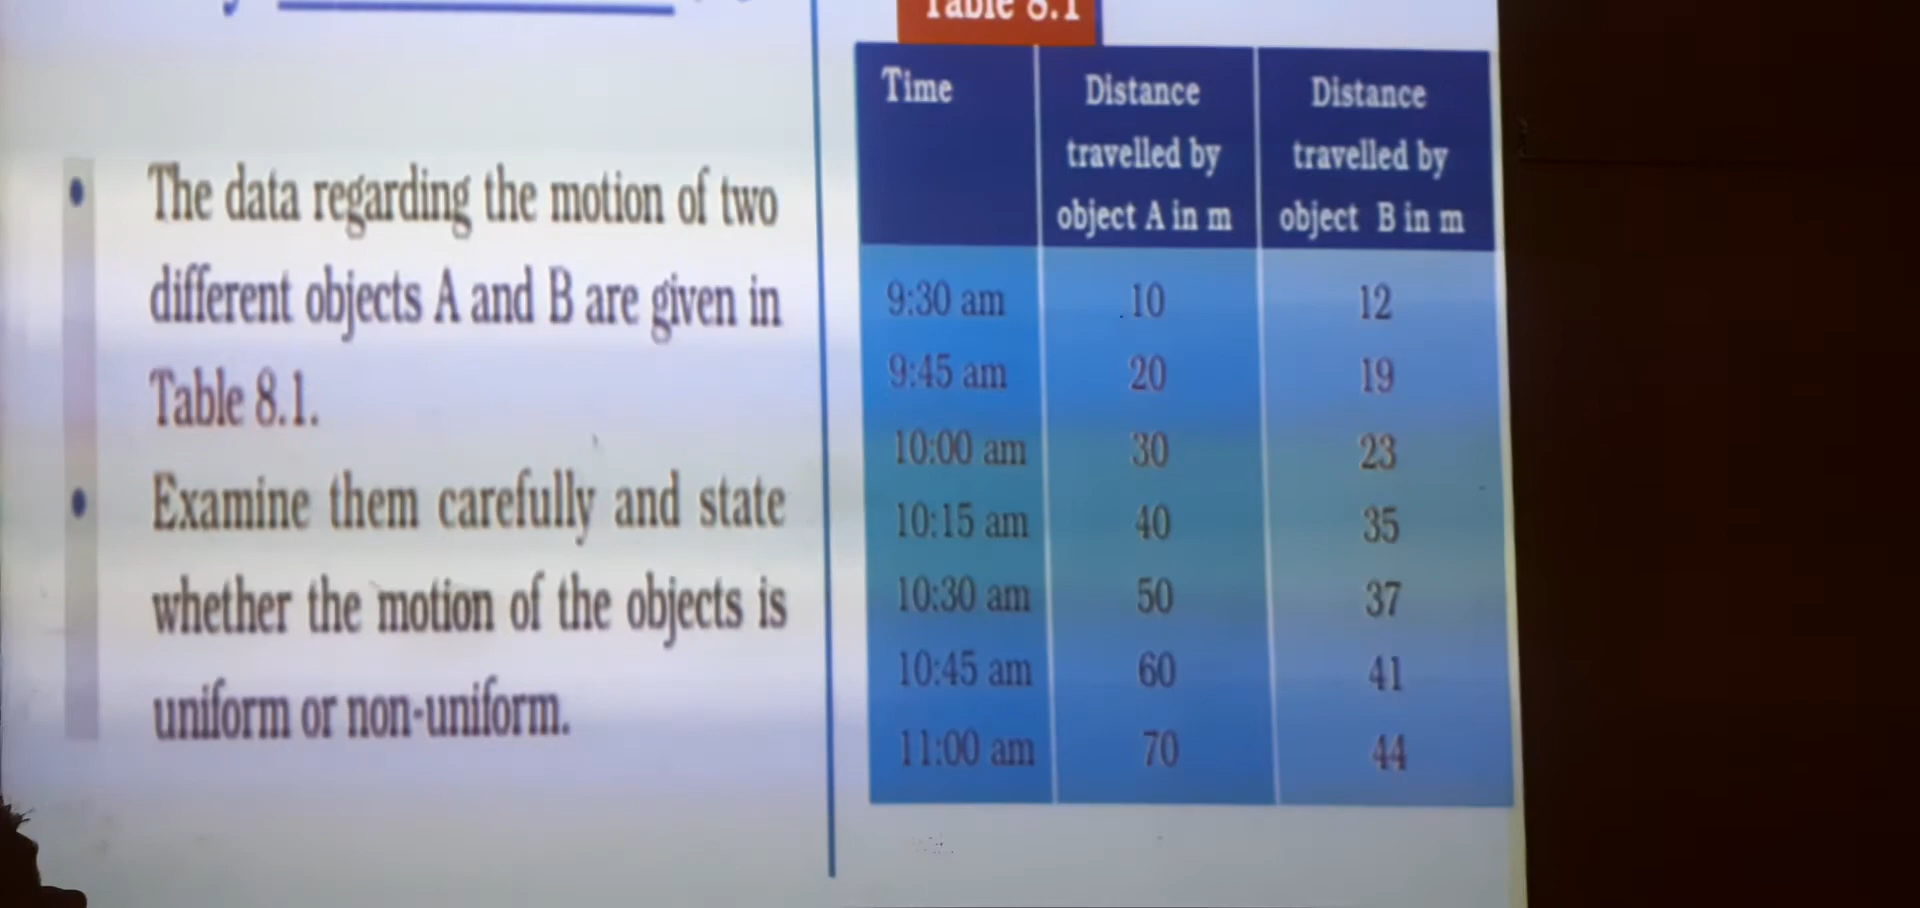 Table 8.1
Time
Distance travelled by object A in m
Distance travelled by object B in m
The data regarding the motion of two
different objects A and B are given in
Table 8.1.
Examine them carefully and state
whether the motion of the objects is
uniform or non-uniform.
9:30 am 10 12
9:45 am 20 19
10:00 am 30 23
10:15 am 40 35
10:30 am 50 37
10:45 am 60 41
11:00 am 70 44